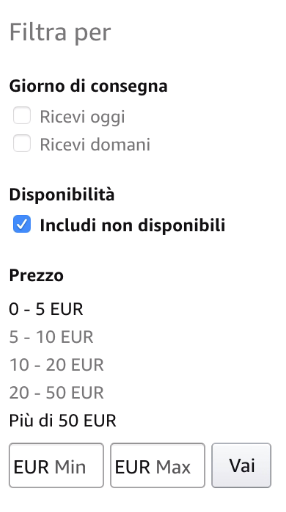 Filtra per
Giorno di consegna
Ricevi oggi
Ricevi domani
Disponibilità
Includi non disponibili
Prezzo
0 - 5 EUR
5 - 10 EUR
10 - 20 EUR
20 - 50 EUR
Più di 50 EUR
EUR Min EUR Max Vai